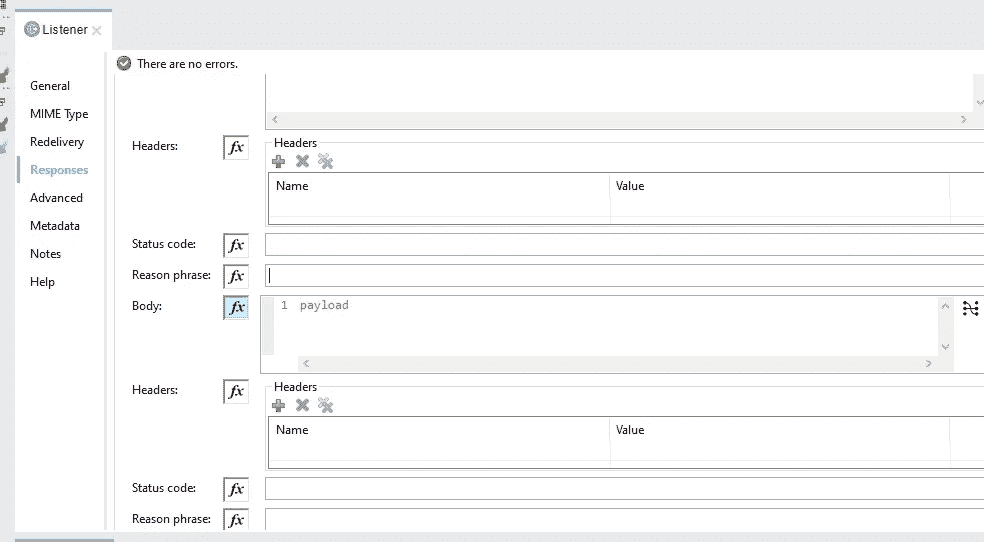 Listener
There are no errors.
General
MIME Type
Redelivery
Responses
Advanced
Metadata
Notes
Help
Headers: fx Headers
Name Value
Status code: fx
Reason phrase: fx
Body: fx 1 payload
Headers: fx Headers
Name Value
Status code: fx
Reason phrase: fx